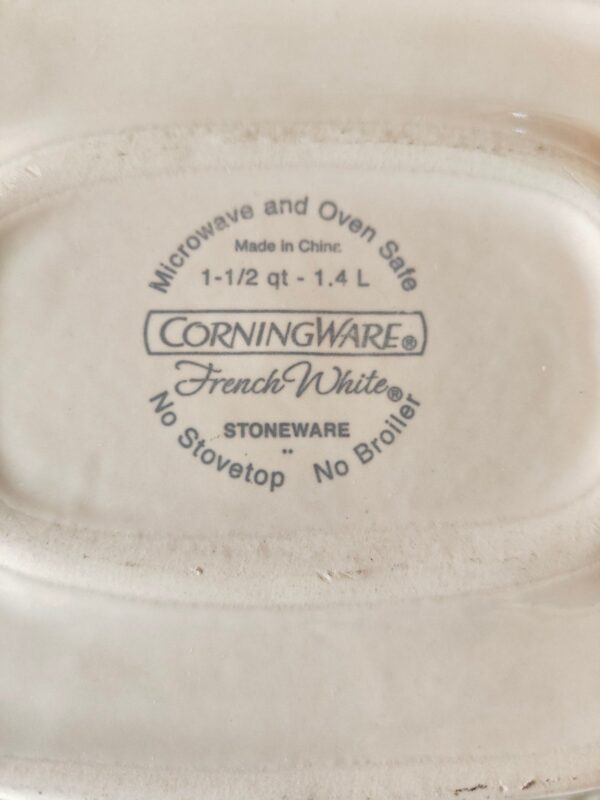 Microwave and Oven Safe
Made in China
1-1/2 qt - 1.4 L
CORNINGWARE®
French White®
STONEWARE
No Stovetop No Broiler